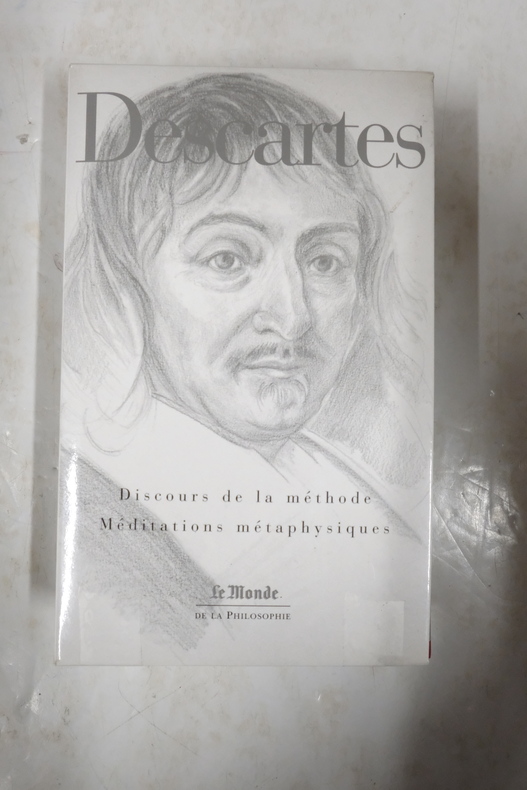 Descartes
Discours de la méthode
Méditations métaphysiques
Le Monde
DE LA PHILOSOPHIE